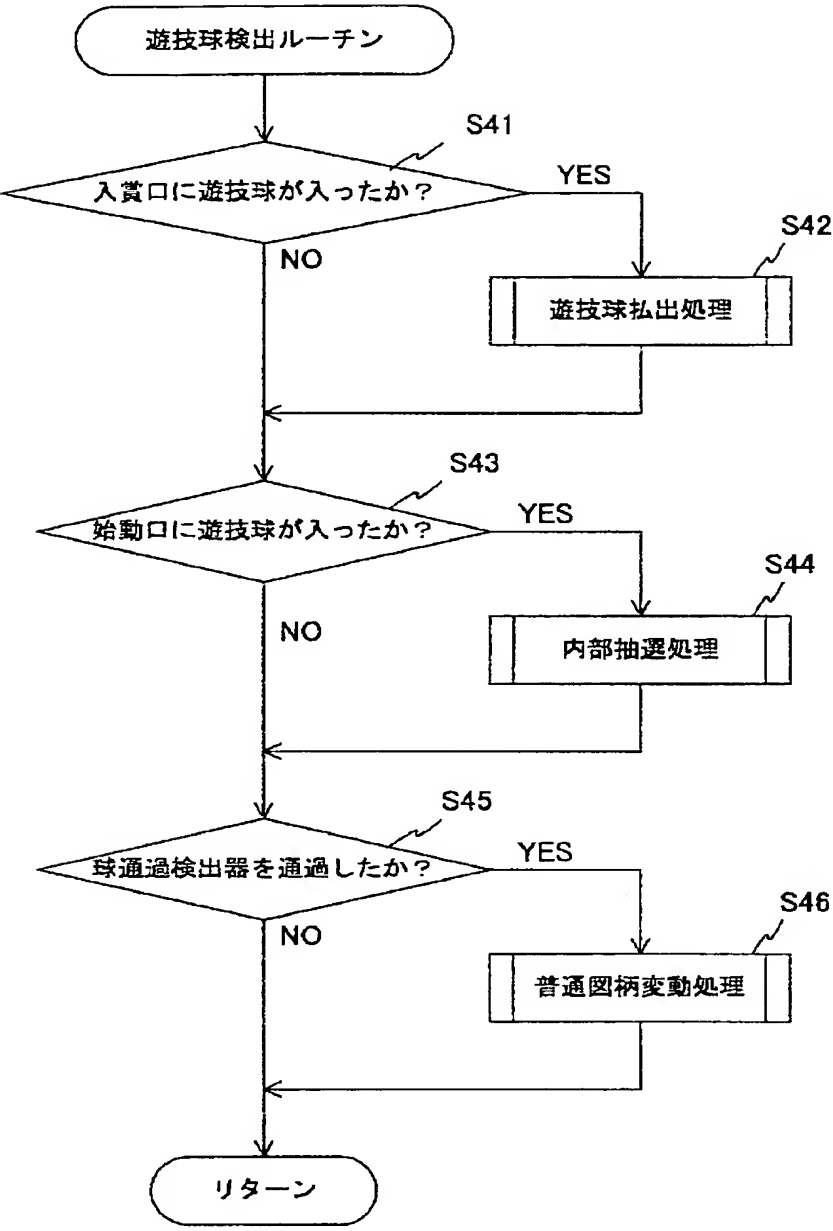 遊技球検出ルーチン
S41
入賞口に遊技球が入ったか？
YES
S42
NO
遊技球払出処理
S43
始動口に遊技球が入ったか？
YES
S44
NO
内部抽選処理
S45
球通過検出器を通過したか？
YES
S46
NO
普通図柄変動処理
リターン